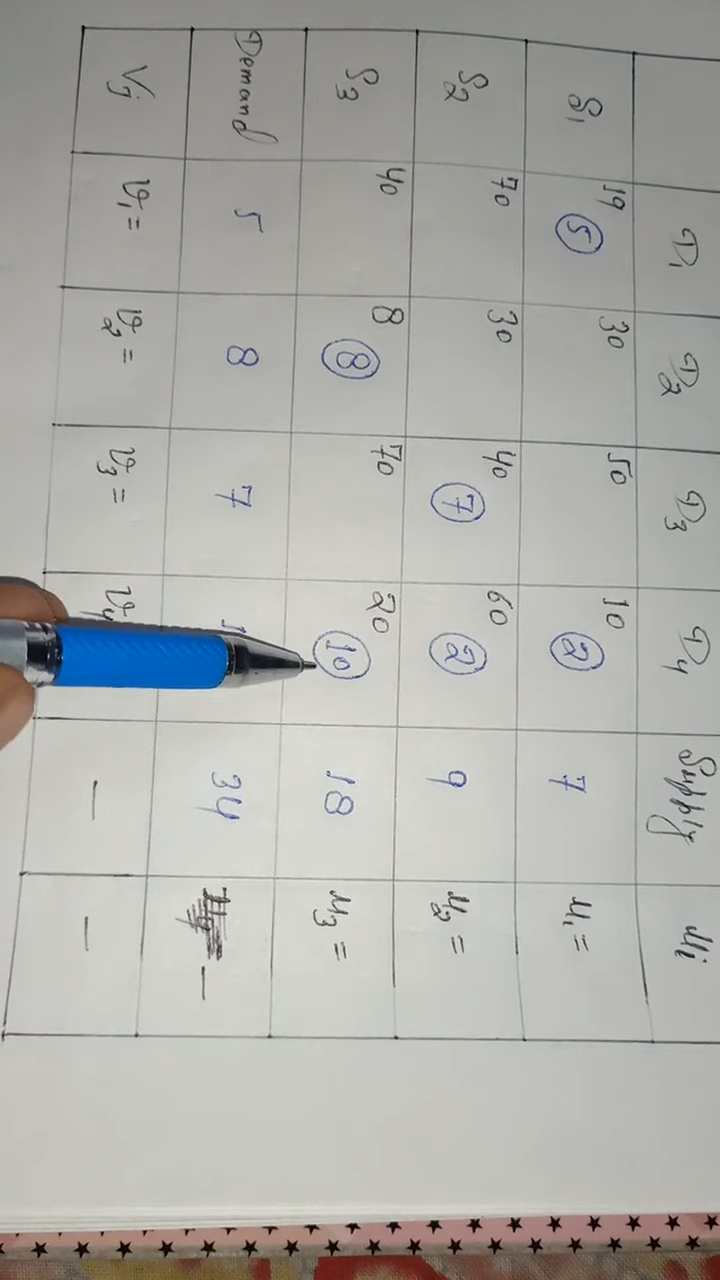 D1 D2 D3 D4 Supply ui
S1 19 5 30 50 10 2 7 u1 =
S2 70 30 40 7 60 2 9 u2 =
S3 40 8 8 70 20 10 18 u3 =
Demand 5 8 7 34 –
Vj v1 = v2 = v3 = – –